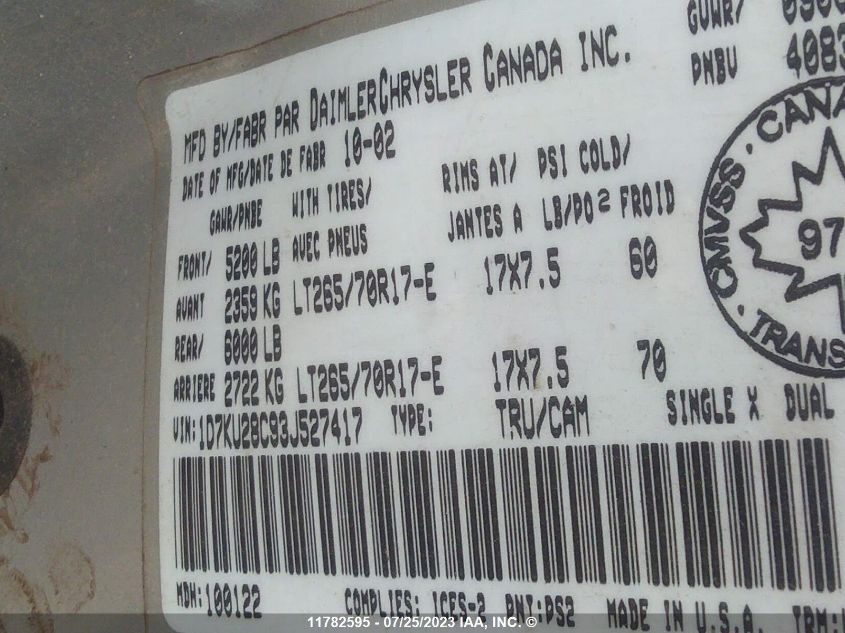 GVWR/
PNBV 4083
MFD BY/FABR PAR DAIMLERCHRYSLER CANADA INC.
DATE OF MFG/DATE DE FABR 10-02
GAWR/PNBE WITH TIRES/ RIMS AT/ PSI COLD/
AVEC PNEUS JANTES A LB/PO² FROID
FRONT/ 5200 LB
AVANT 2359 KG LT265/70R17-E 17X7.5 60
REAR/ 6000 LB
ARRIERE 2722 KG LT265/70R17-E 17X7.5 70
VIN: 1D7KU28C93J527417 TYPE: TRU/CAM SINGLE X DUAL
CMVSS
97
MDH: 100122 COMPLIES: ICES-2 PNT: PS2 MADE IN U.S.A. TRM:
11782595 - 07/25/2023 IAA, INC. ©